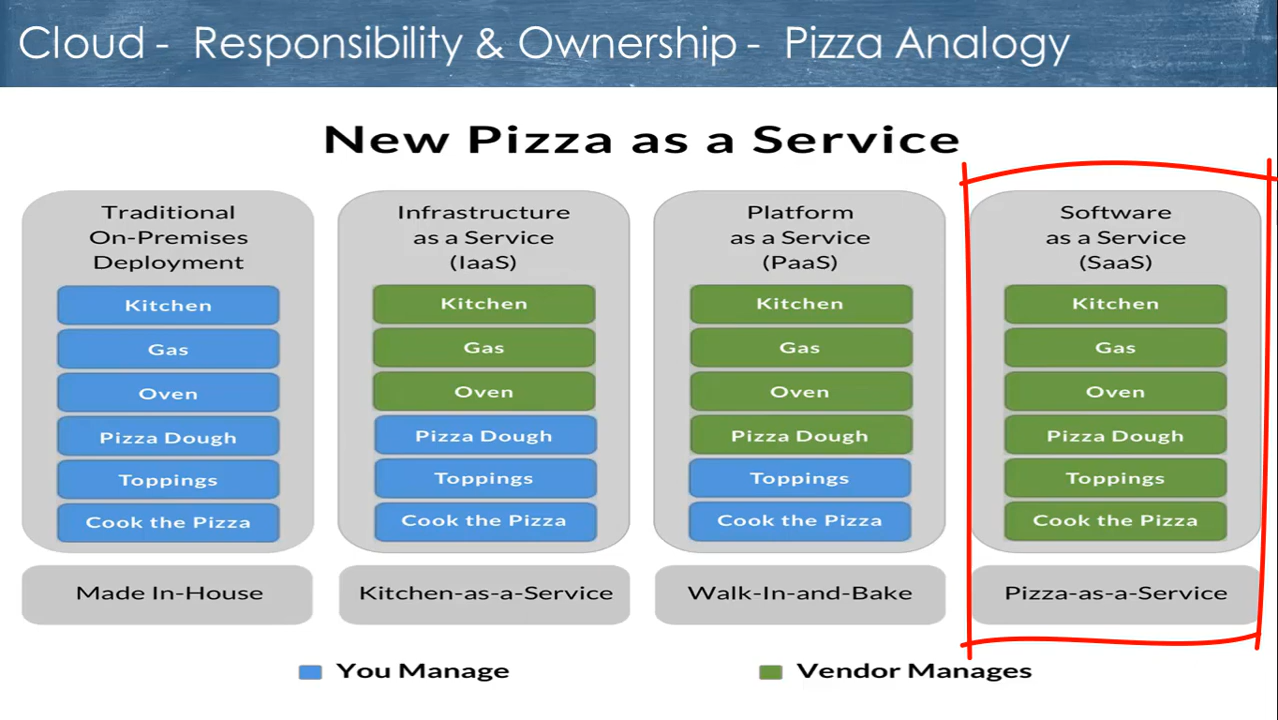 Cloud - Responsibility & Ownership - Pizza Analogy
New Pizza as a Service
Traditional
On-Premises
Deployment
Kitchen
Gas
Oven
Pizza Dough
Toppings
Cook the Pizza
Made In-House
Infrastructure
as a Service
(IaaS)
Kitchen
Gas
Oven
Pizza Dough
Toppings
Cook the Pizza
Kitchen-as-a-Service
Platform
as a Service
(PaaS)
Kitchen
Gas
Oven
Pizza Dough
Toppings
Cook the Pizza
Walk-In-and-Bake
Software
as a Service
(SaaS)
Kitchen
Gas
Oven
Pizza Dough
Toppings
Cook the Pizza
Pizza-as-a-Service
You Manage
Vendor Manages